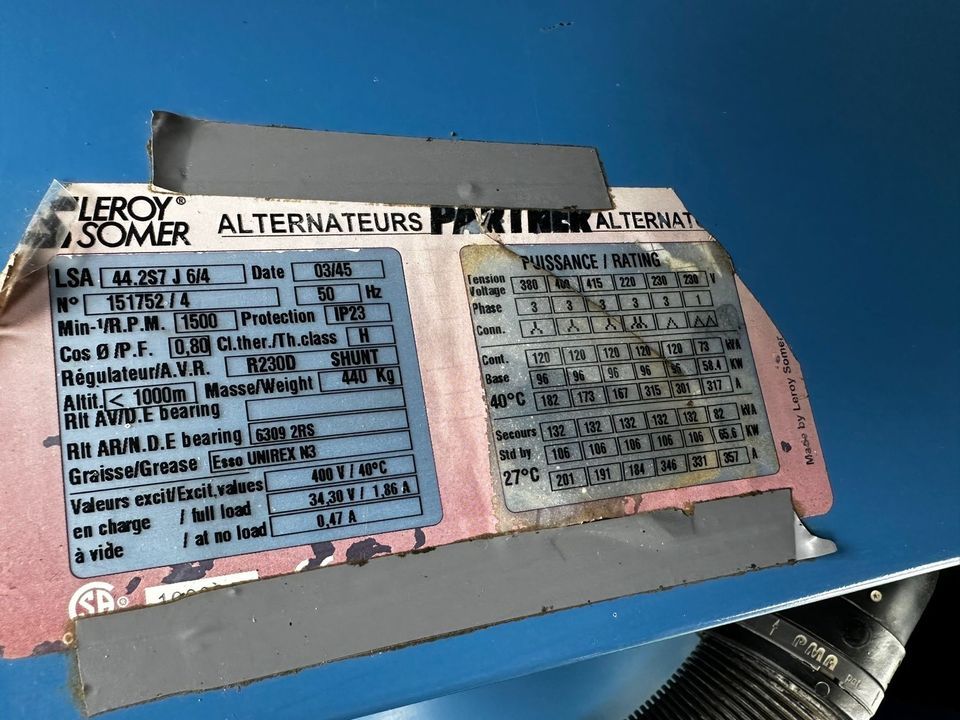 LEROY®
SOMER
ALTERNATEURS PARTNER ALTERNAT
LSA 44.2S7 J 6/4 Date 03/45
N° 151752 / 4 50 Hz
Min-¹/R.P.M. 1500 Protection IP23
Cos Ø /P.F. 0,80 Cl.ther./Th.class H
Régulateur/A.V.R. R230D SHUNT
Altit. < 1000m Masse/Weight 440 Kg
Rlt AV/D.E bearing
Rlt AR/N.D.E bearing 6309 2RS
Graisse/Grease Esso UNIREX N3
Valeurs excit/Excit.values 400 V / 40°C
en charge / full load 34,30 V / 1,86 A
à vide / at no load 0,47 A
PUISSANCE / RATING
Tension
Voltage 380 400 415 220 230 230 V
Phase 3 3 3 3 3 1
Conn.
Cont. 120 120 120 120 120 73 kVA
Base 96 96 96 96 96 58.4 KW
40°C 182 173 167 315 301 317 A
Secours 132 132 132 132 132 82 kVA
Std by 106 106 106 106 106 65.6 KW
27°C 201 191 184 346 331 357 A
Made by Leroy Somer
SA®
PMA pat